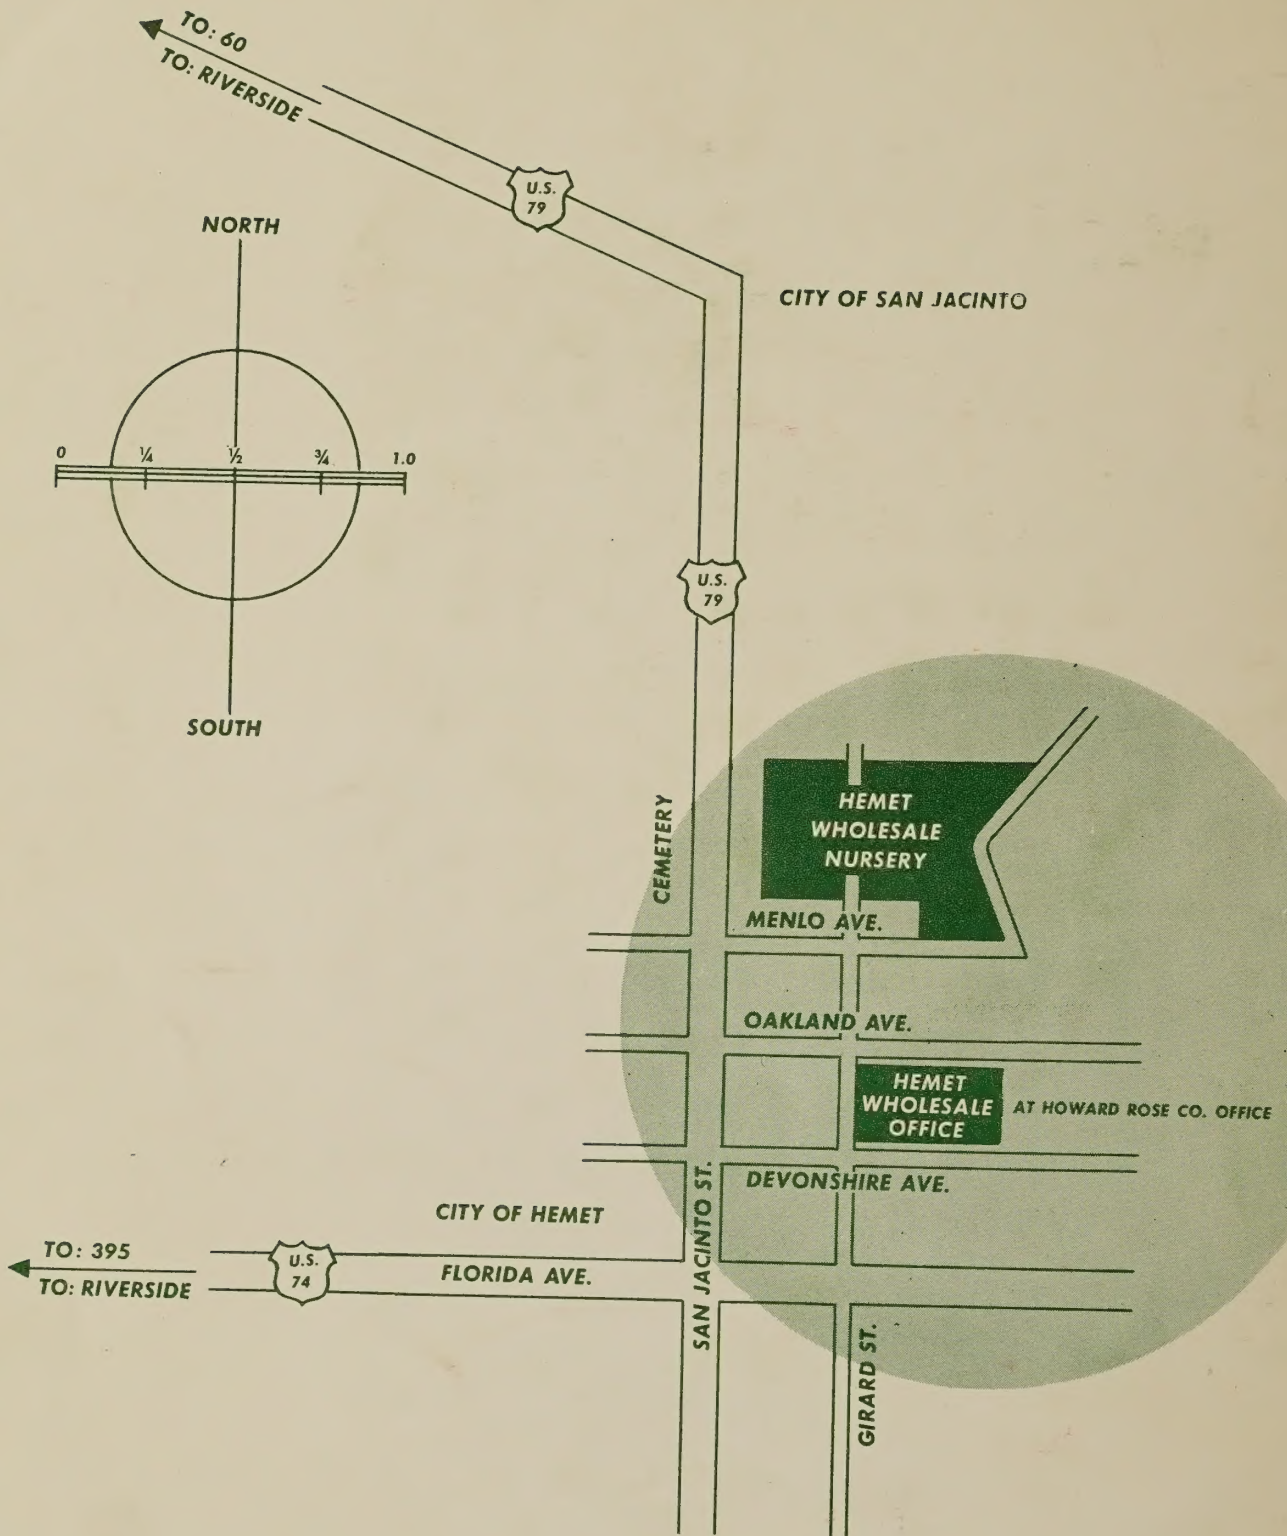 TO: 60
TO: RIVERSIDE
U.S.
79
NORTH
CITY OF SAN JACINTO
0 ¼ ½ ¾ 1.0
U.S.
79
SOUTH
CEMETERY
HEMET
WHOLESALE
NURSERY
MENLO AVE.
OAKLAND AVE.
HEMET
WHOLESALE
OFFICE
AT HOWARD ROSE CO. OFFICE
DEVONSHIRE AVE.
CITY OF HEMET
SAN JACINTO ST.
TO: 395
TO: RIVERSIDE
U.S.
74
FLORIDA AVE.
GIRARD ST.